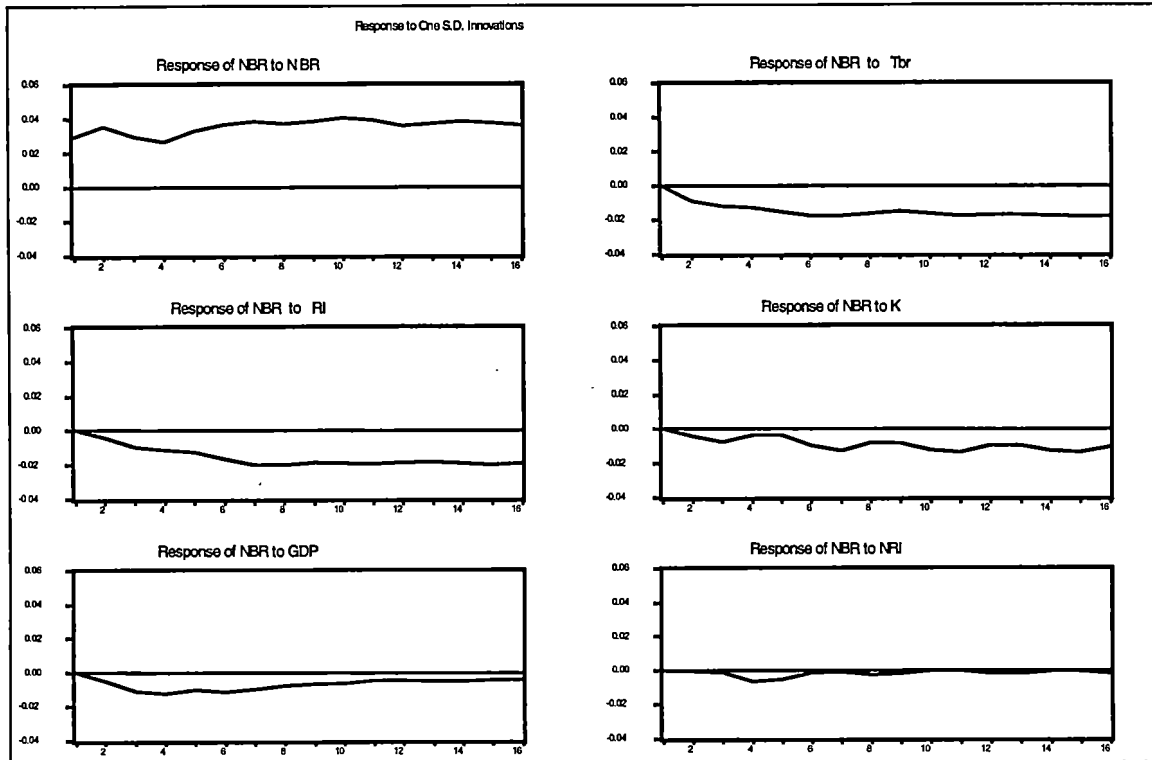 Response to One S.D. Innovations
Response of NBR to NBR
0.06
0.04
0.02
0.00
-0.02
-0.04
2 4 6 8 10 12 14 16
Response of NBR to Tbr
0.06
0.04
0.02
0.00
-0.02
-0.04
2 4 6 8 10 12 14 16
Response of NBR to RI
0.06
0.04
0.02
0.00
-0.02
-0.04
2 4 6 8 10 12 14 16
Response of NBR to K
0.06
0.04
0.02
0.00
-0.02
-0.04
2 4 6 8 10 12 14 16
Response of NBR to GDP
0.06
0.04
0.02
0.00
-0.02
-0.04
2 4 6 8 10 12 14 16
Response of NBR to NRI
0.06
0.04
0.02
0.00
-0.02
-0.04
2 4 6 8 10 12 14 16